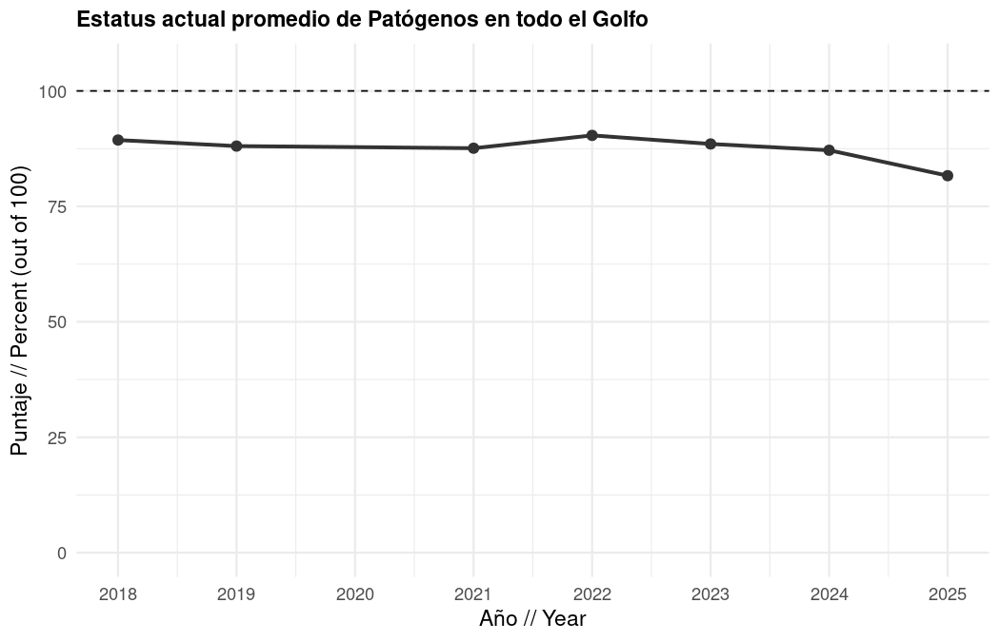 Estatus actual promedio de Patógenos en todo el Golfo
Puntaje // Percent (out of 100)
100
75
50
25
0
2018 2019 2020 2021 2022 2023 2024 2025
Año // Year